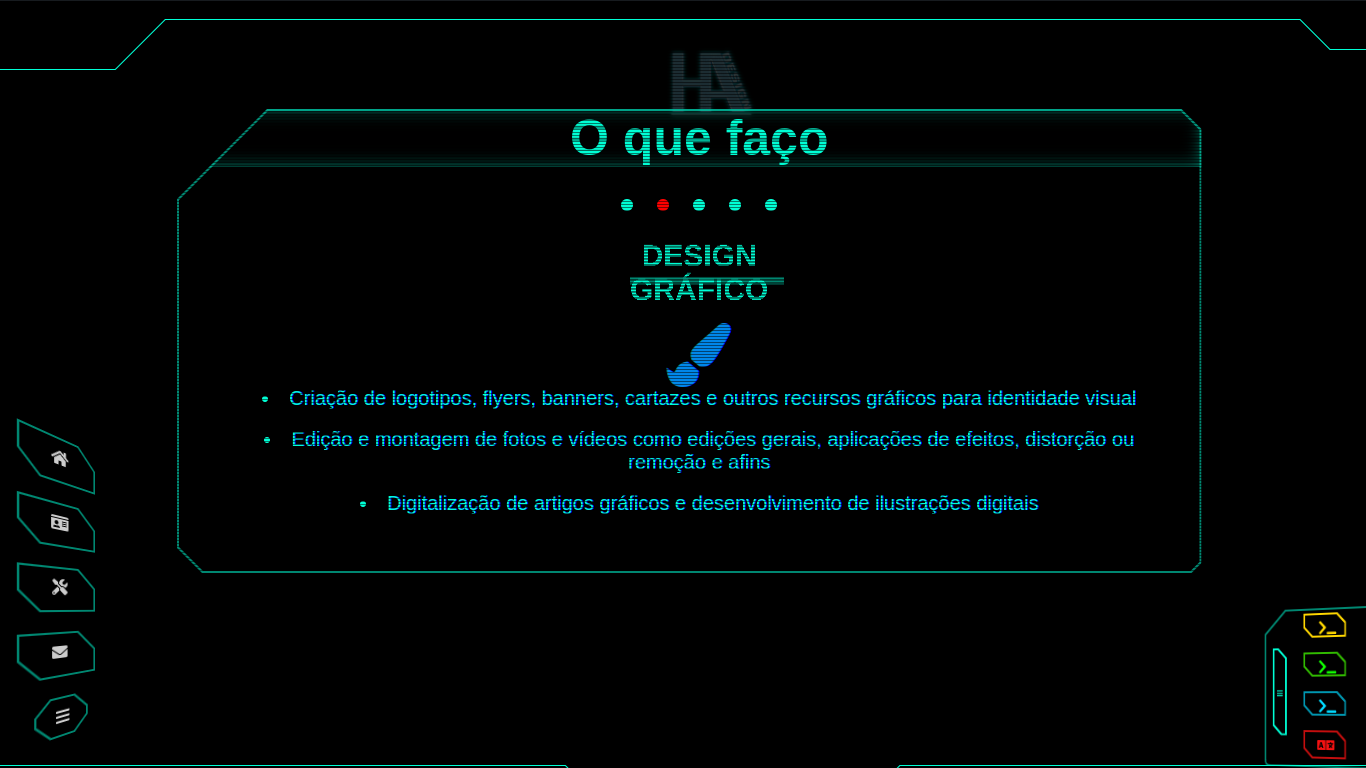 HA
O que faço
DESIGN
GRÁFICO
Criação de logotipos, flyers, banners, cartazes e outros recursos gráficos para identidade visual
Edição e montagem de fotos e vídeos como edições gerais, aplicações de efeitos, distorção ou
remoção e afins
Digitalização de artigos gráficos e desenvolvimento de ilustrações digitais